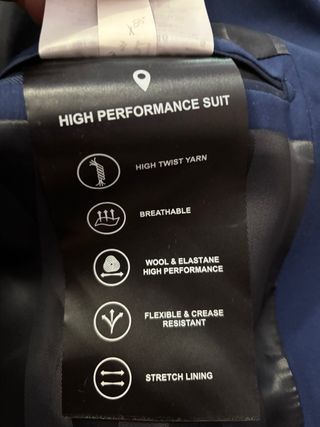 HIGH PERFORMANCE SUIT
HIGH TWIST YARN
BREATHABLE
WOOL & ELASTANE
HIGH PERFORMANCE
FLEXIBLE & CREASE
RESISTANT
STRETCH LINING